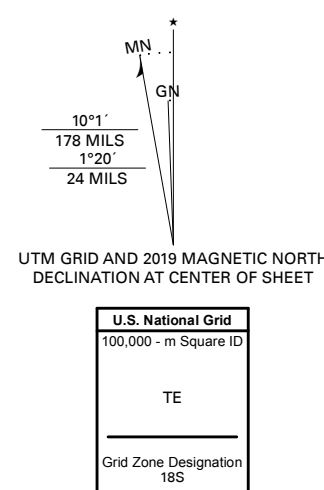 ★
MN
GN
10°1´
178 MILS
1°20´
24 MILS
UTM GRID AND 2019 MAGNETIC NORTH
DECLINATION AT CENTER OF SHEET
U.S. National Grid
100,000 - m Square ID
TE
Grid Zone Designation
18S